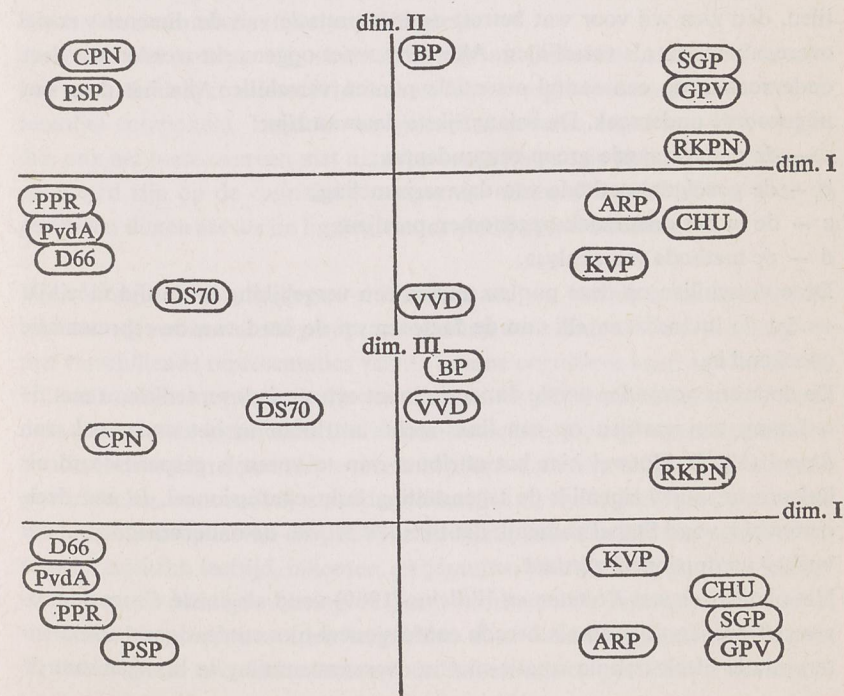 dim. II
CPN BP SGP
PSP GPV
RKPN
dim. I
PPR ARP
PvdA CHU
D66 KVP
DS70 VVD
dim. III
BP
DS70 VVD
CPN
RKPN
dim. I
D66 KVP
PvdA CHU
PPR SGP
PSP ARP GPV